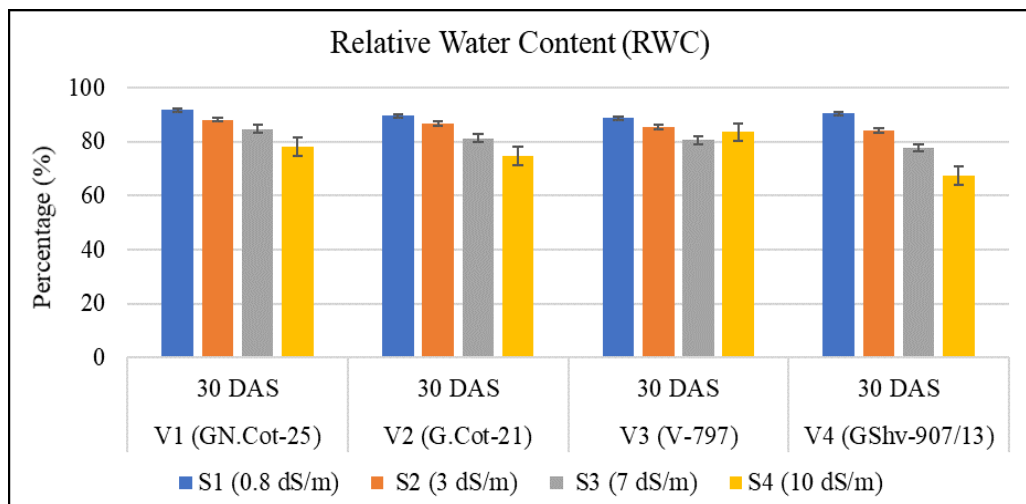 Relative Water Content (RWC)
Percentage (%)
100
80
60
40
20
0
30 DAS 30 DAS 30 DAS 30 DAS
V1 (GN.Cot-25) V2 (G.Cot-21) V3 (V-797) V4 (GShv-907/13)
S1 (0.8 dS/m) S2 (3 dS/m) S3 (7 dS/m) S4 (10 dS/m)